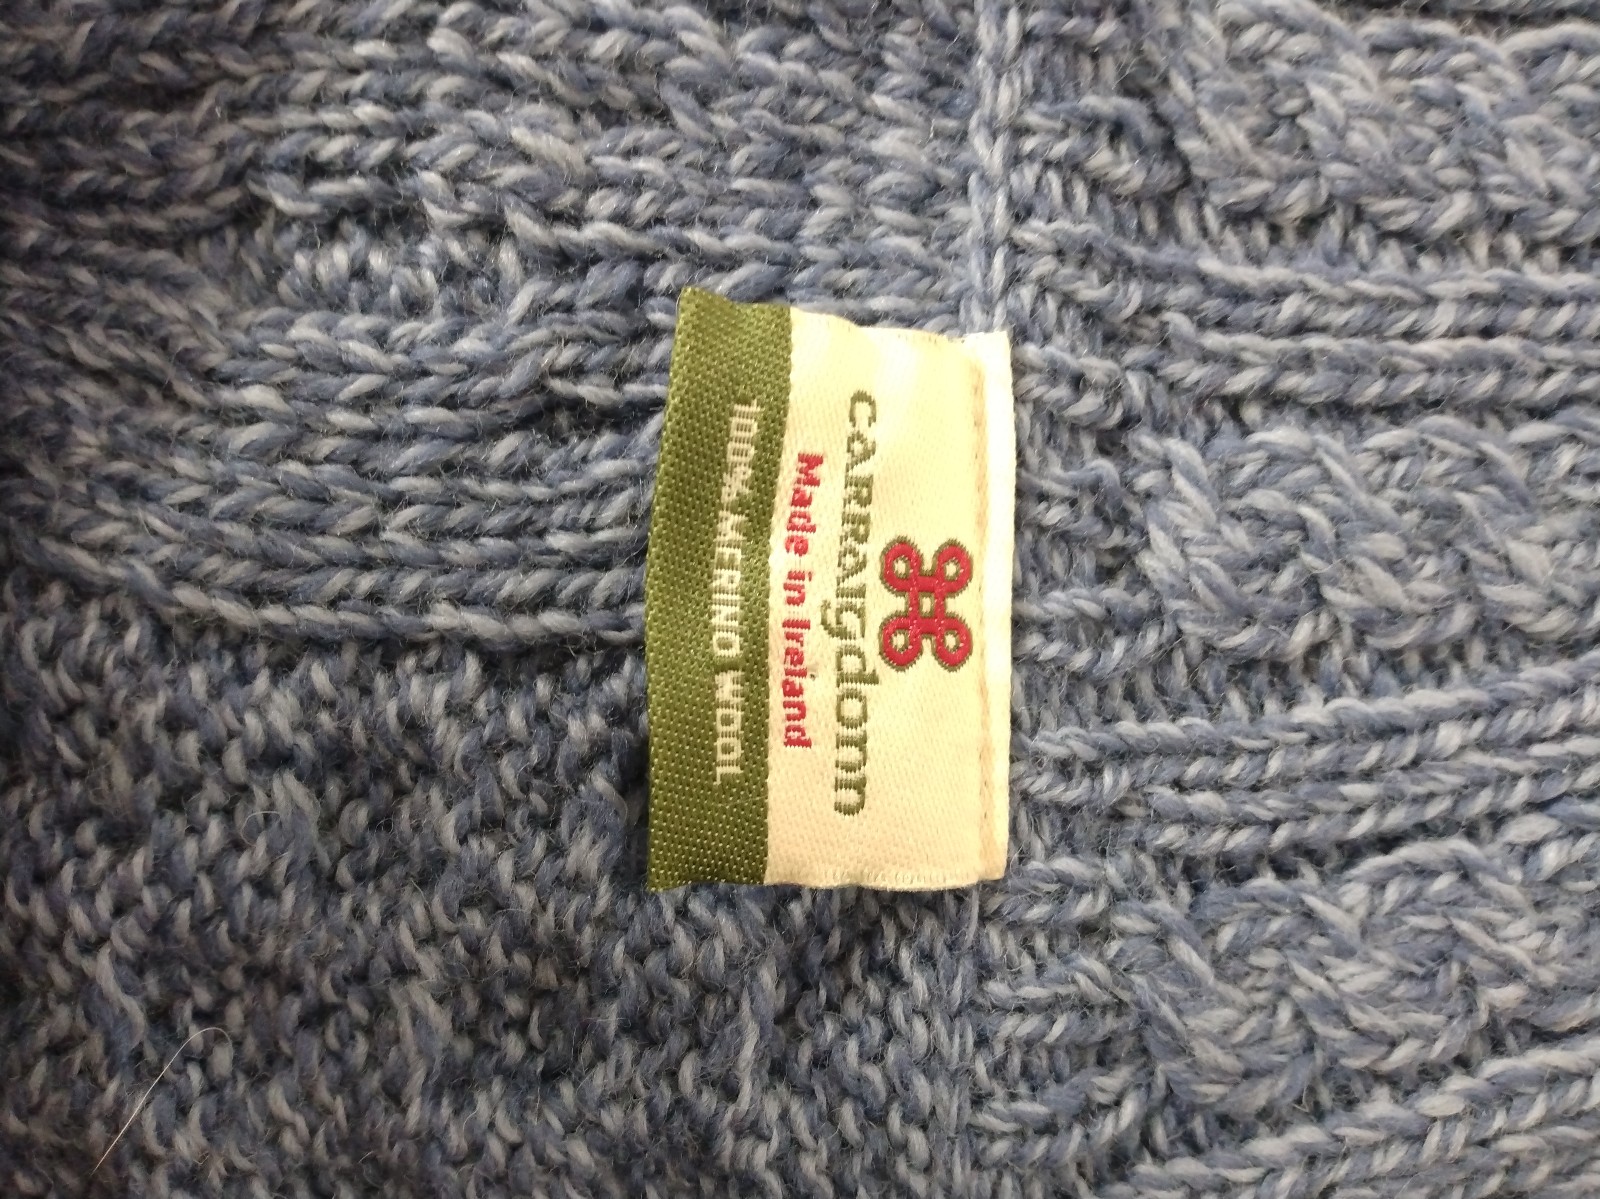 CARRAIgdonn
Made in Ireland
100% MERINO WOOL